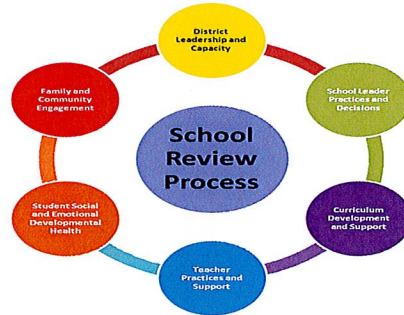 District
Leadership and
Capacity
Family and
Community
Engagement
School Leader
Practices and
Decisions
School
Review
Process
Student Social
and Emotional
Developmental
Health
Curriculum
Development
and Support
Teacher
Practices and
Support